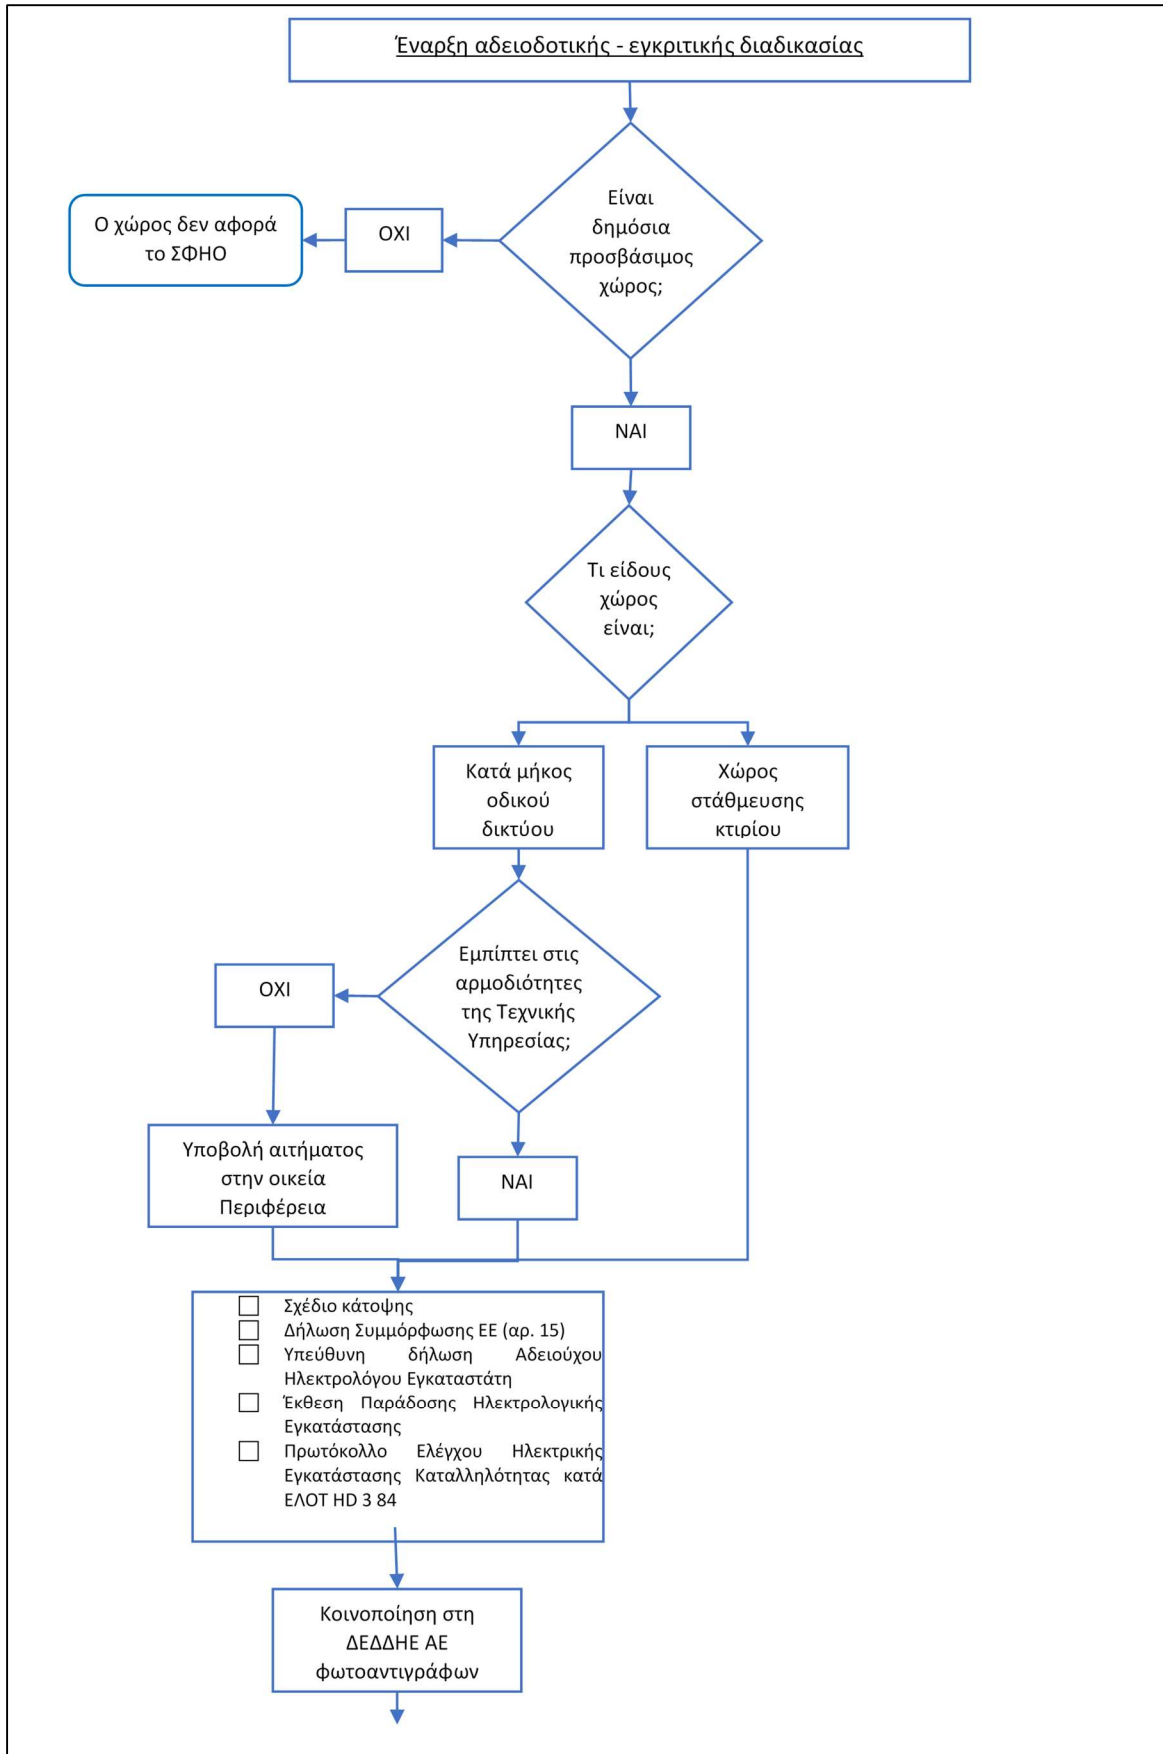 Έναρξη αδειοδοτικής - εγκριτικής διαδικασίας
Είναι
δημόσια
προσβάσιμος
χώρος;
ΟΧΙ
Ο χώρος δεν αφορά
το ΣΦΗΟ
ΝΑΙ
Τι είδους
χώρος
είναι;
Κατά μήκος
οδικού
δικτύου
Χώρος
στάθμευσης
κτιρίου
Εμπίπτει στις
αρμοδιότητες
της Τεχνικής
Υπηρεσίας;
ΟΧΙ
Υποβολή αιτήματος
στην οικεία
Περιφέρεια
ΝΑΙ
Σχέδιο κάτοψης
Δήλωση Συμμόρφωσης ΕΕ (αρ. 15)
Υπεύθυνη δήλωση Αδειούχου
Ηλεκτρολόγου Εγκαταστάτη
Έκθεση Παράδοσης Ηλεκτρολογικής
Εγκατάστασης
Πρωτόκολλο Ελέγχου Ηλεκτρικής
Εγκατάστασης Καταλληλότητας κατά
ΕΛΟΤ HD 3 84
Κοινοποίηση στη
ΔΕΔΔΗΕ ΑΕ
φωτοαντιγράφων